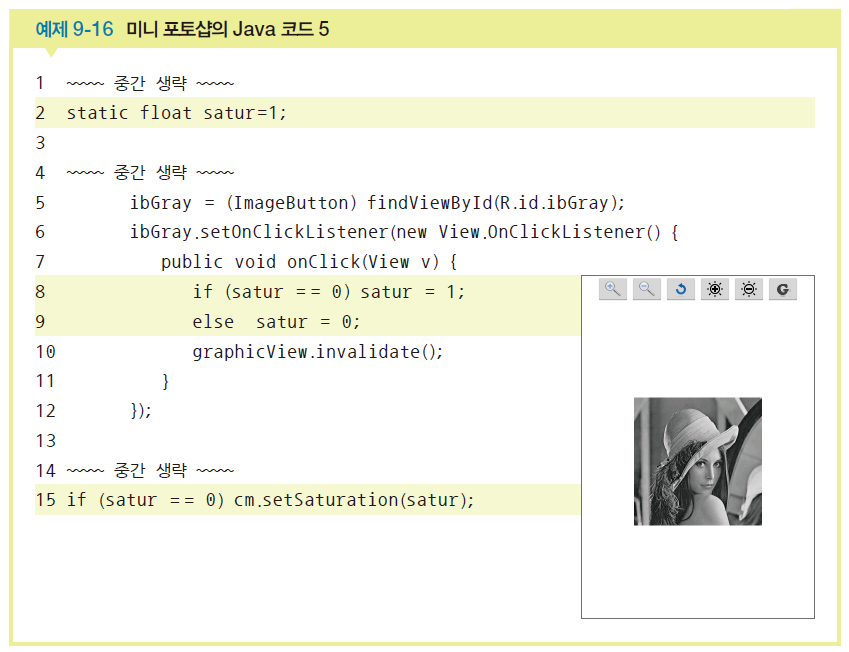 예제 9-16 미니 포토샵의 Java 코드 5
1 ~~~~ 중간 생략 ~~~~
2 static float satur=1;
3
4 ~~~~ 중간 생략 ~~~~
5 ibGray = (ImageButton) findViewById(R.id.ibGray);
6 ibGray.setOnClickListener(new View.OnClickListener() {
7 public void onClick(View v) {
8 if (satur == 0) satur = 1;
9 else satur = 0;
10 graphicView.invalidate();
11 }
12 });
13
14 ~~~~ 중간 생략 ~~~~
15 if (satur == 0) cm.setSaturation(satur);
G